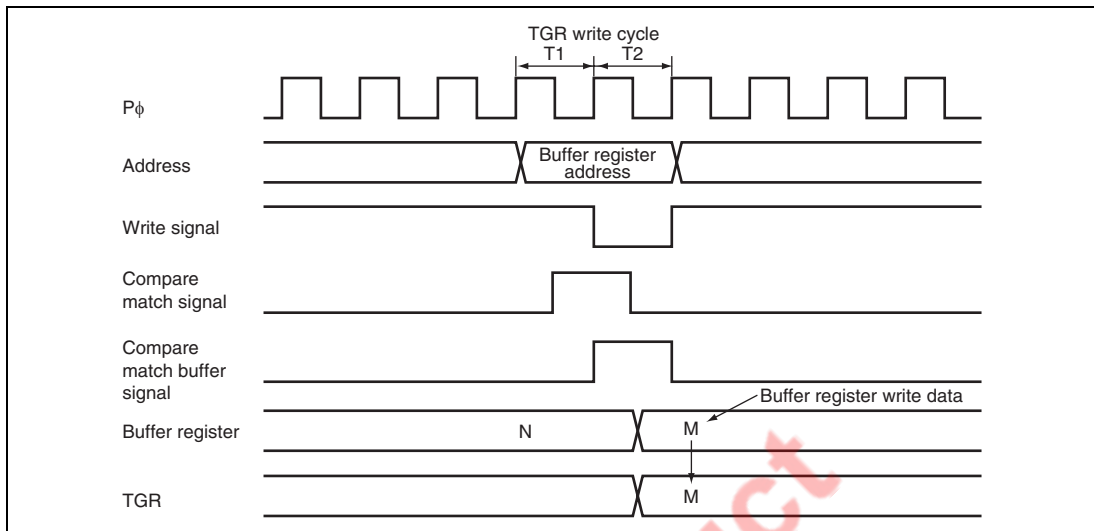 TGR write cycle
T1 T2
Pϕ
Address
Buffer register
address
Write signal
Compare
match signal
Compare
match buffer
signal
Buffer register write data
Buffer register N M
TGR M